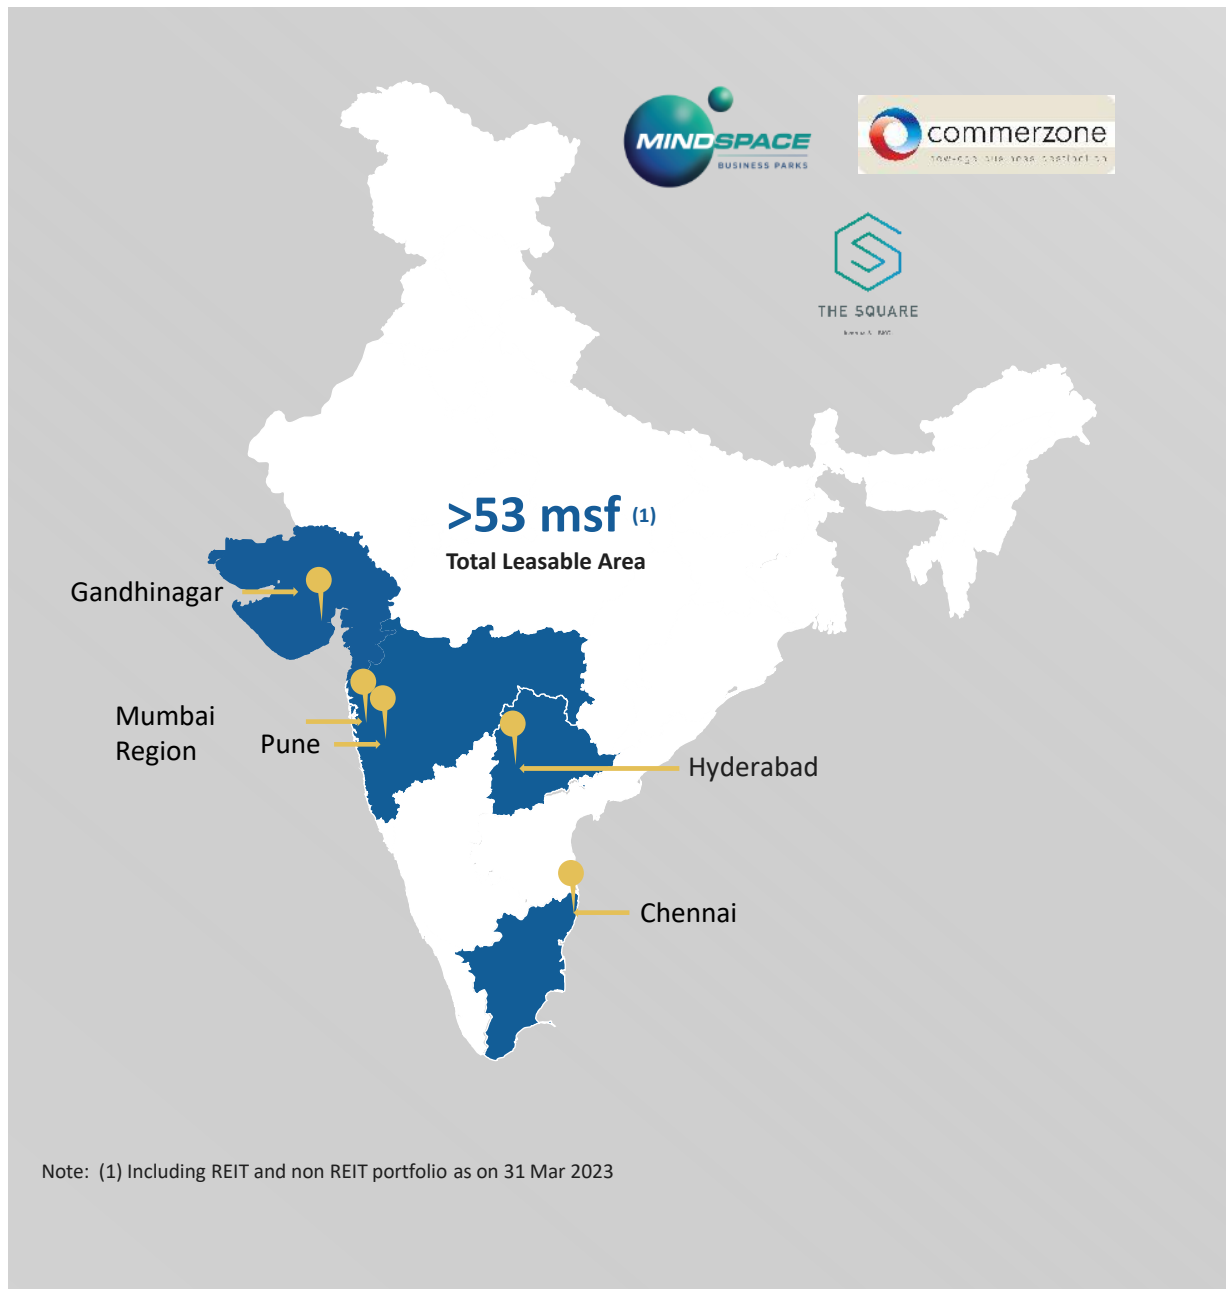 MINDSPACE
BUSINESS PARKS
commerzone
THE SQUARE
>53 msf (1)
Total Leasable Area
Gandhinagar
Mumbai
Region
Pune
Hyderabad
Chennai
Note: (1) Including REIT and non REIT portfolio as on 31 Mar 2023